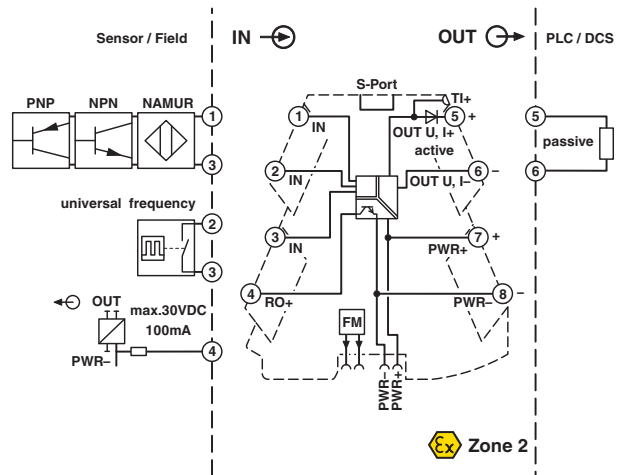 Sensor / Field
IN
OUT
PLC / DCS
S-Port
TI+
PNP
NPN
NAMUR
1
3
1
IN
5
+
OUT U, I+
active
5
passive
6
2
IN
6
–
OUT U, I–
universal frequency
2
3
3
IN
7
+
PWR+
4
RO+
8
–
PWR–
OUT
max.30VDC
100mA
PWR–
4
FM
PWR-
PWR+
Ex
Zone 2